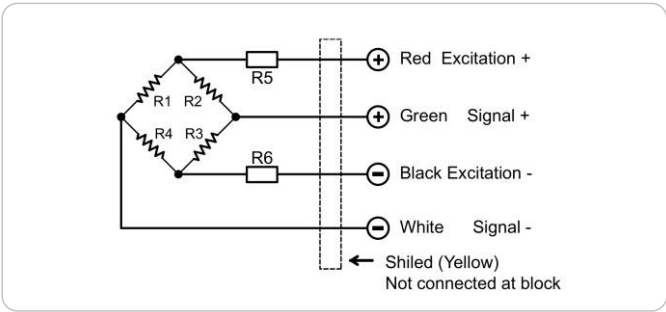 R5
Red Excitation +
R1 R2
Green Signal +
R4 R3
R6
Black Excitation -
White Signal -
Shiled (Yellow)
Not connected at block